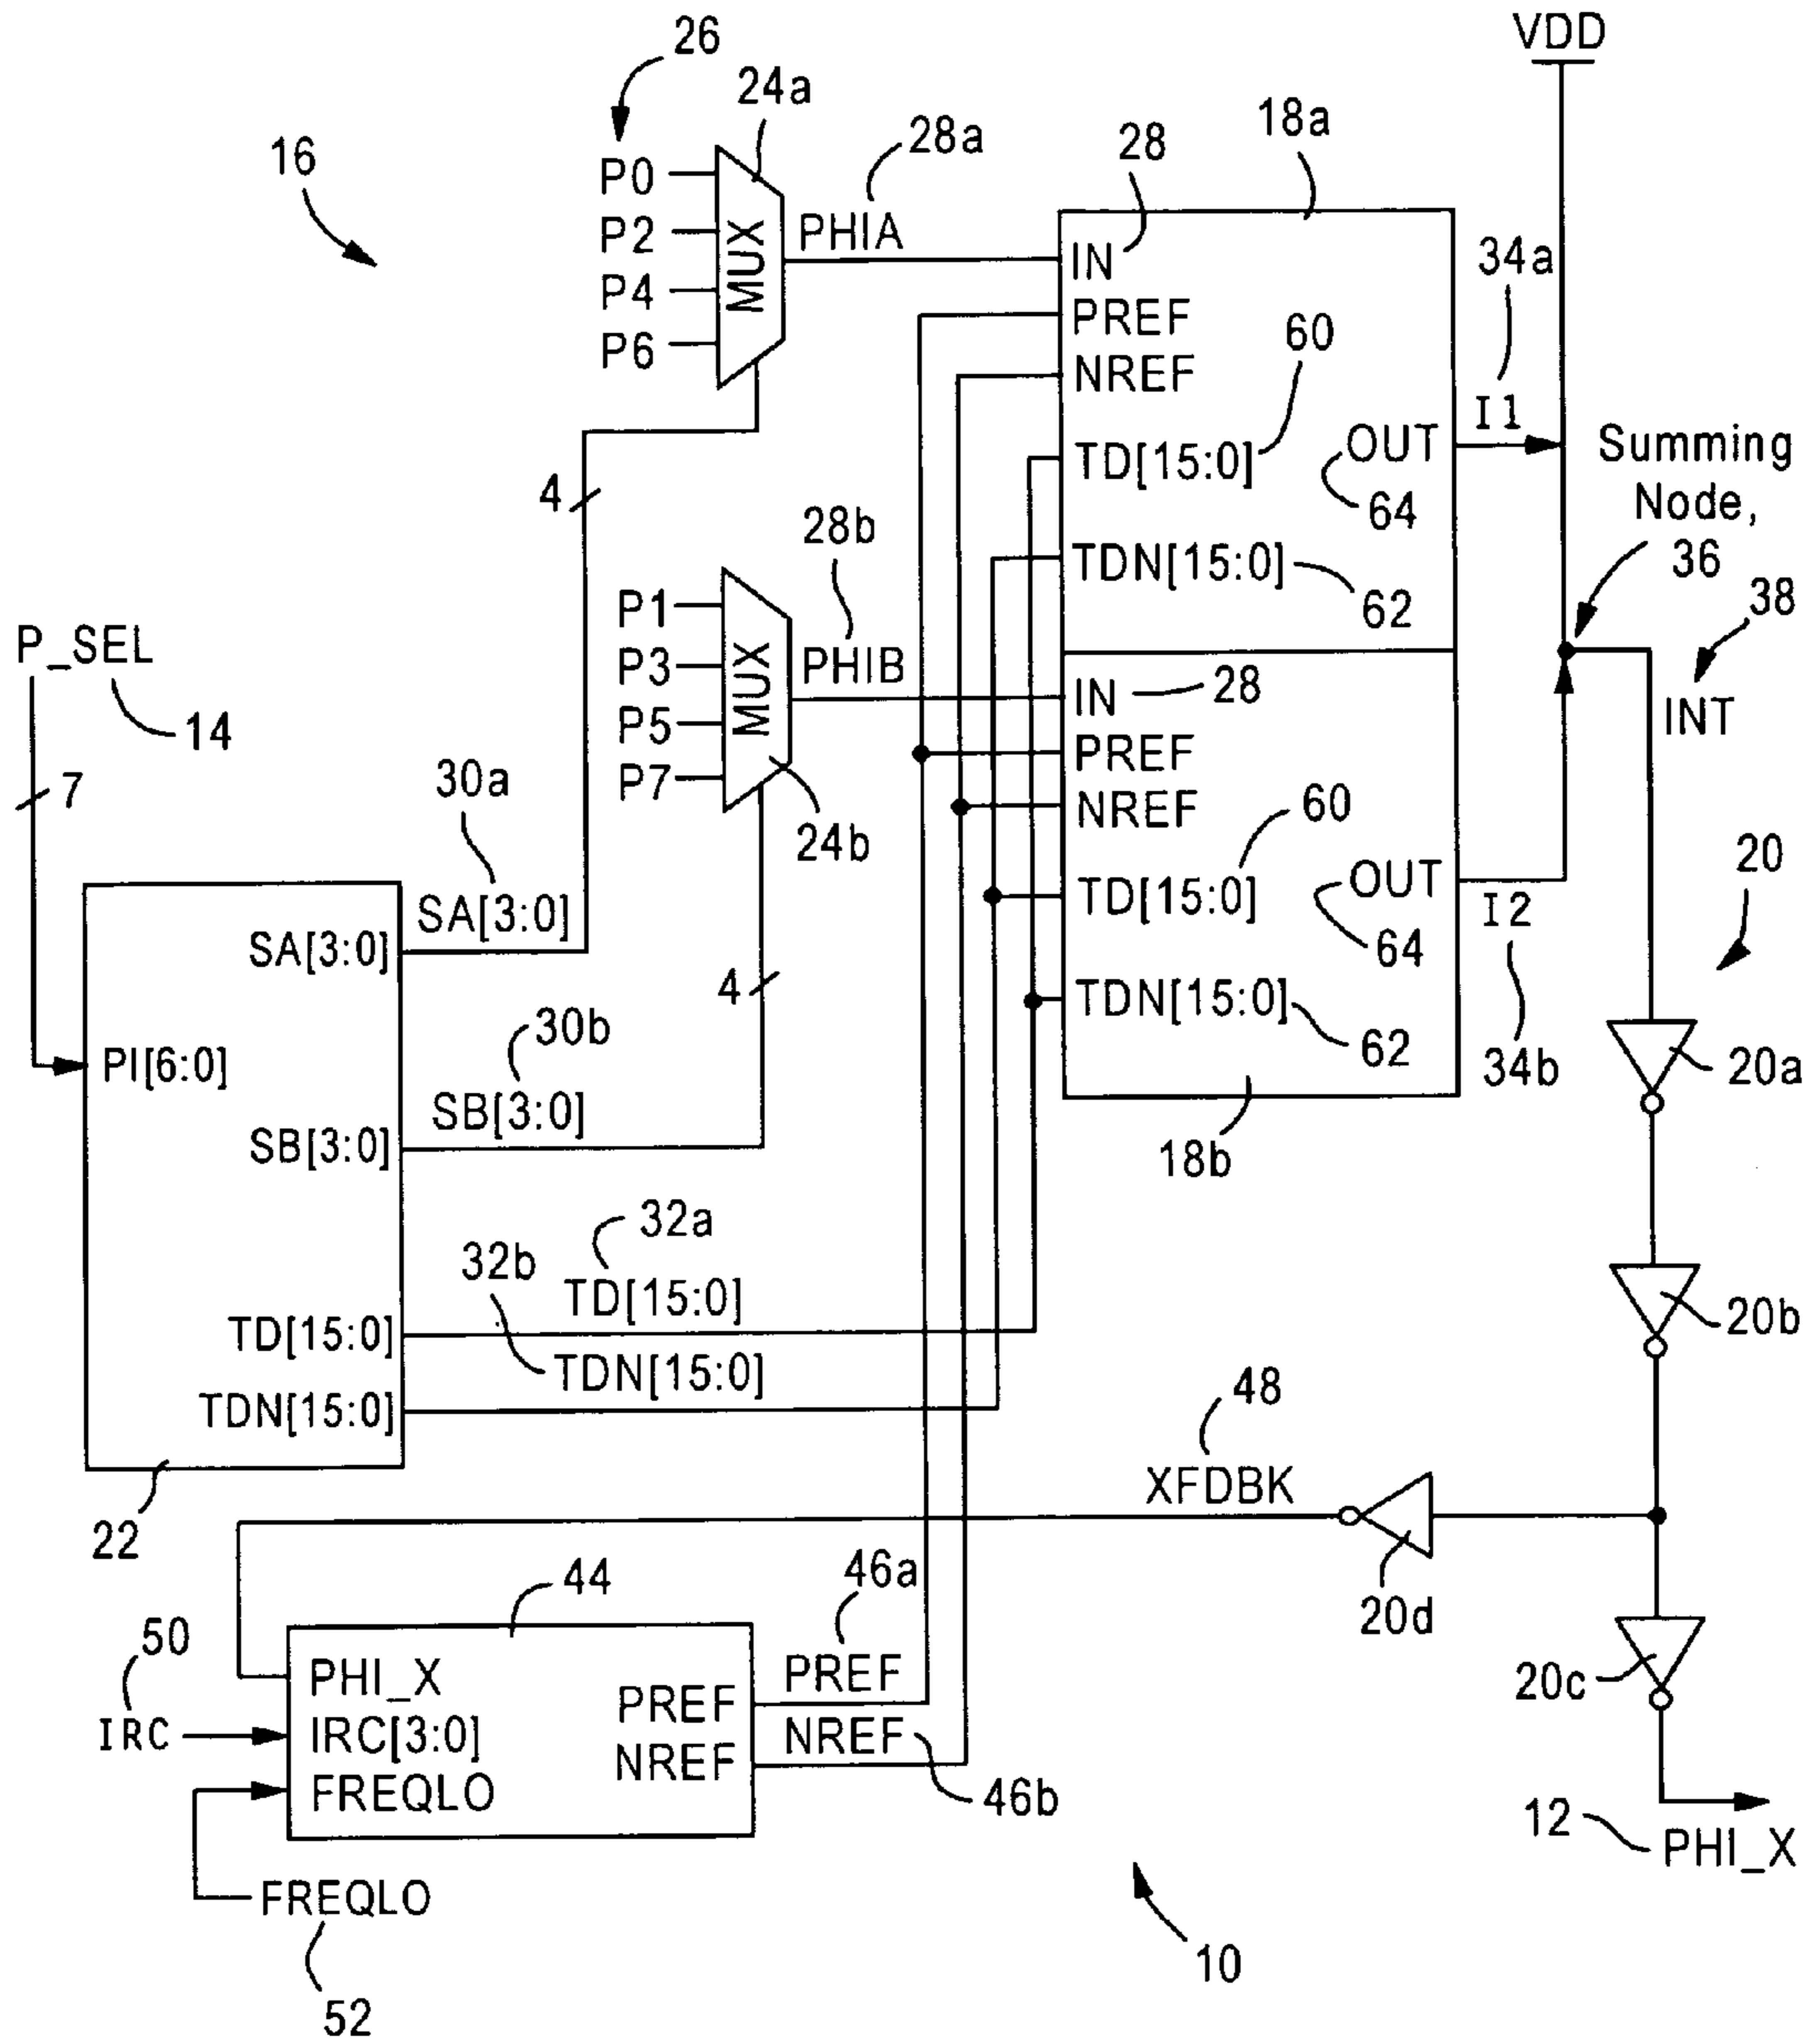 VDD
26
24a
18a
28a
28
16
P0
P2
P4
P6
MUX
PHIA
IN
PREF
NREF
TD[15:0]
TDN[15:0]
60
62
OUT
64
34a
I1
Summing
Node,
36
38
INT
4
28b
P1
P3
P5
P7
MUX
PHIB
24b
IN
28
PREF
NREF
TD[15:0]
TDN[15:0]
60
62
OUT
64
I2
34b
18b
P_SEL
14
7
30a
SA[3:0]
SA[3:0]
4
PI[6:0]
30b
SB[3:0]
SB[3:0]
32a
32b
TD[15:0]
TD[15:0]
TDN[15:0]
TDN[15:0]
22
20
20a
20b
48
XFDBK
20d
20c
44
46a
50
PHI_X
IRC
IRC[3:0]
FREQLO
PREF
PREF
NREF
NREF
46b
FREQLO
52
12
PHI_X
10